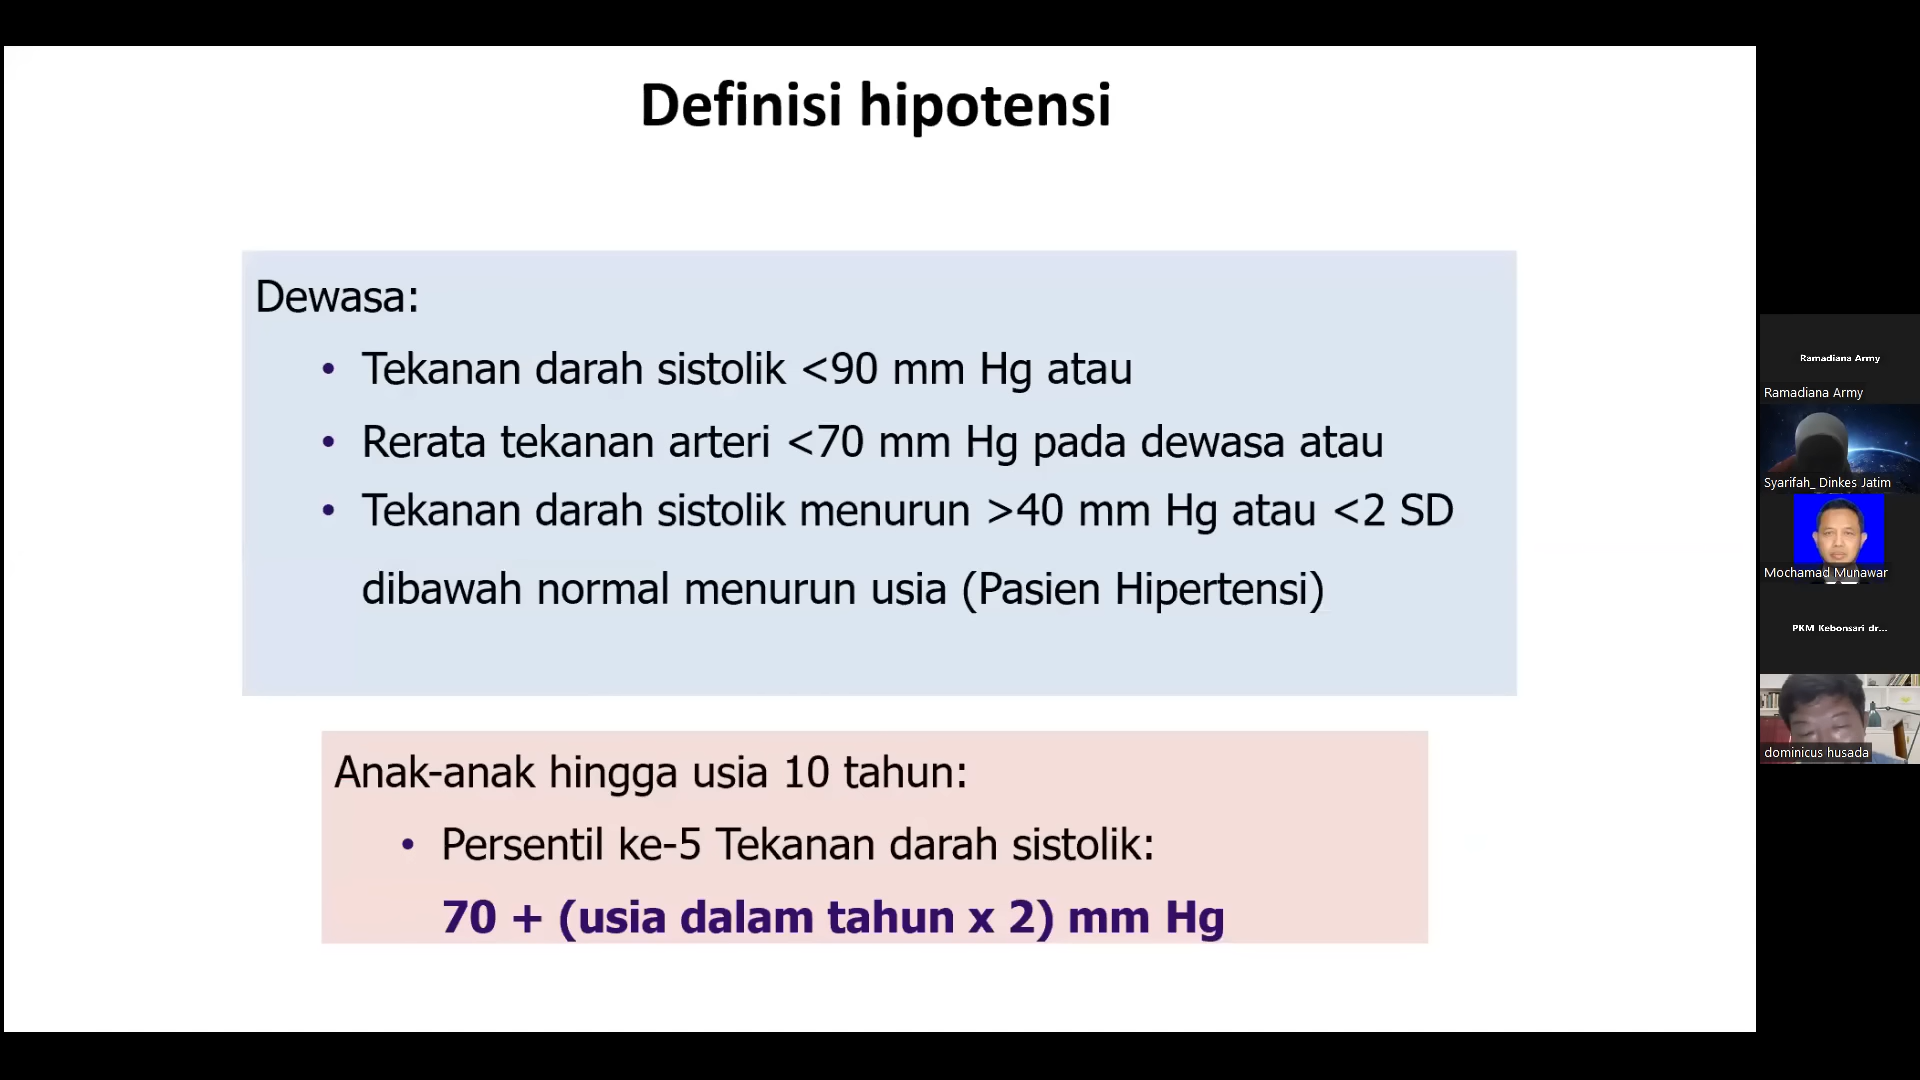 Definisi hipotensi
Dewasa:
• Tekanan darah sistolik <90 mm Hg atau
• Rerata tekanan arteri <70 mm Hg pada dewasa atau
• Tekanan darah sistolik menurun >40 mm Hg atau <2 SD
dibawah normal menurun usia (Pasien Hipertensi)
Anak-anak hingga usia 10 tahun:
• Persentil ke-5 Tekanan darah sistolik:
70 + (usia dalam tahun x 2) mm Hg
Ramadiana Army
Ramadiana Army
Syarifah_ Dinkes Jatim
Mochamad Munawar
PKM Kebonsari dr...
dominicus husada